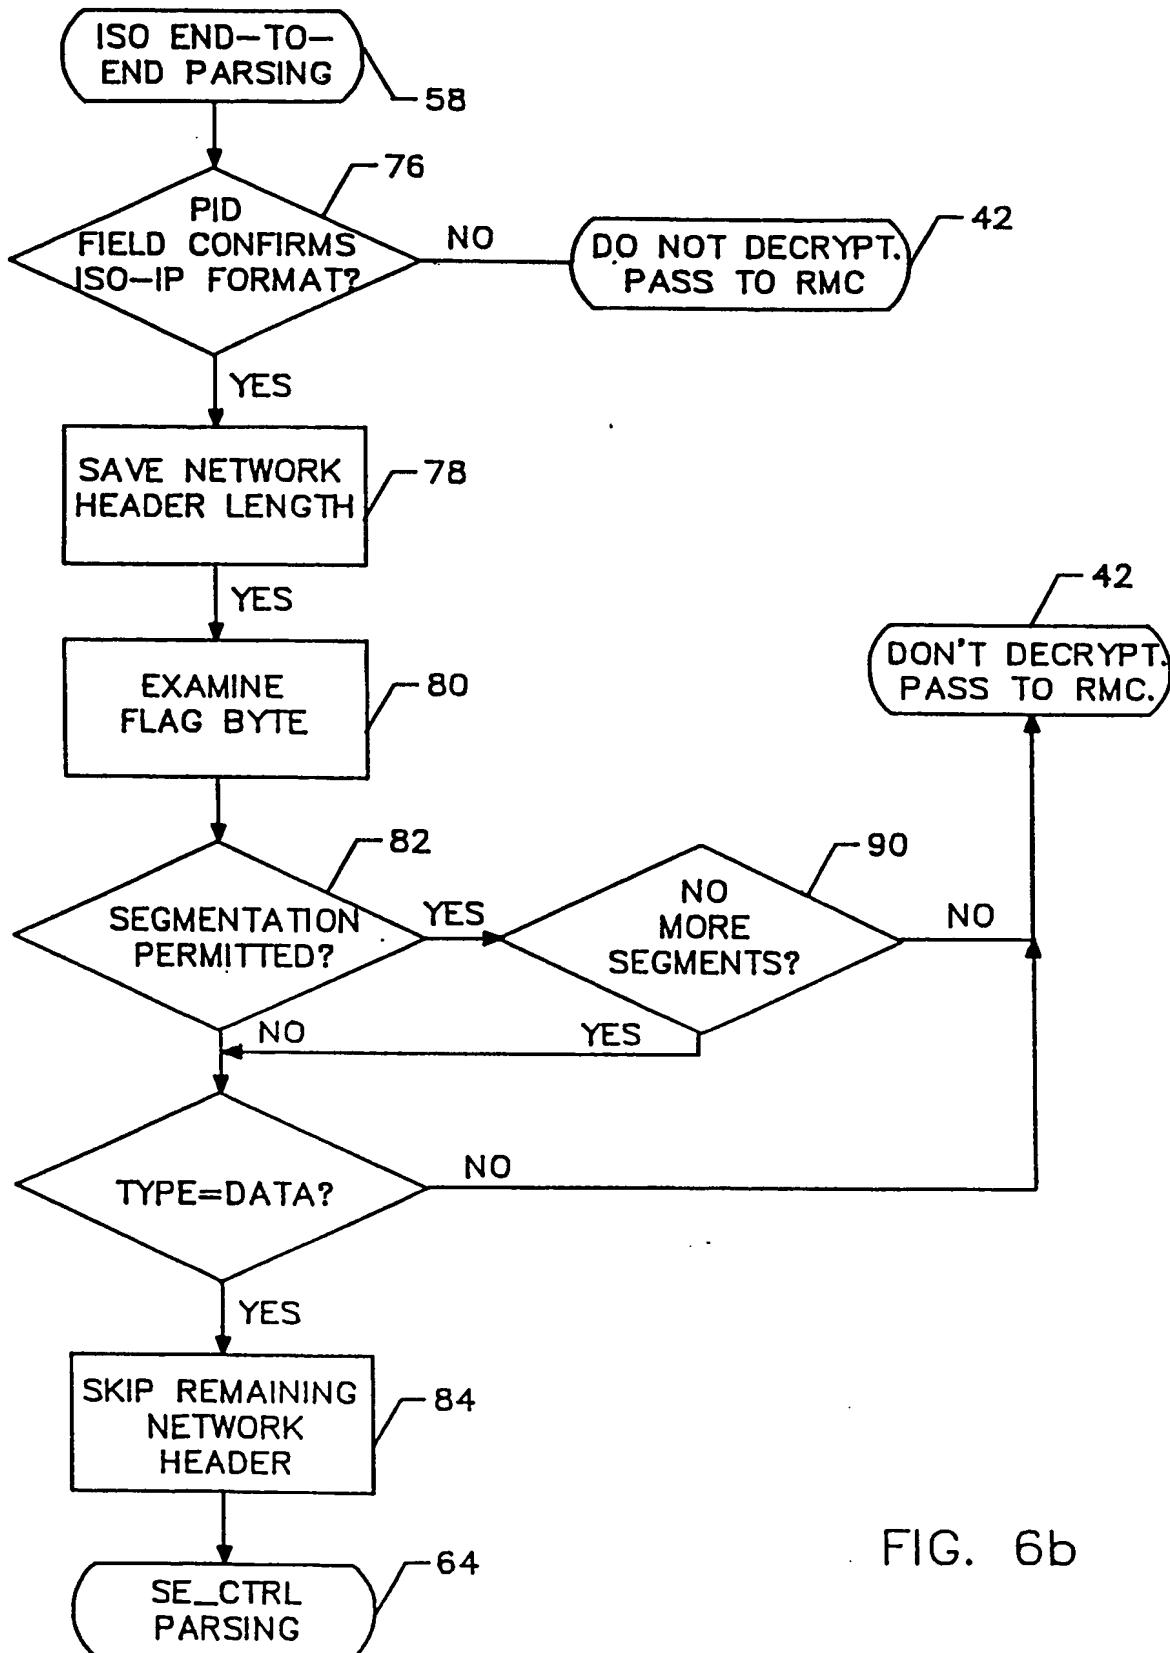 ISO END-TO-
END PARSING
58
76
PID
FIELD CONFIRMS
ISO-IP FORMAT?
NO
DO NOT DECRYPT.
PASS TO RMC
42
YES
SAVE NETWORK
HEADER LENGTH
78
YES
EXAMINE
FLAG BYTE
80
42
DON'T DECRYPT.
PASS TO RMC.
82
SEGMENTATION
PERMITTED?
YES
90
NO
MORE
SEGMENTS?
NO
NO
YES
TYPE=DATA?
NO
YES
SKIP REMAINING
NETWORK
HEADER
84
SE_CTRL
PARSING
64
FIG. 6b